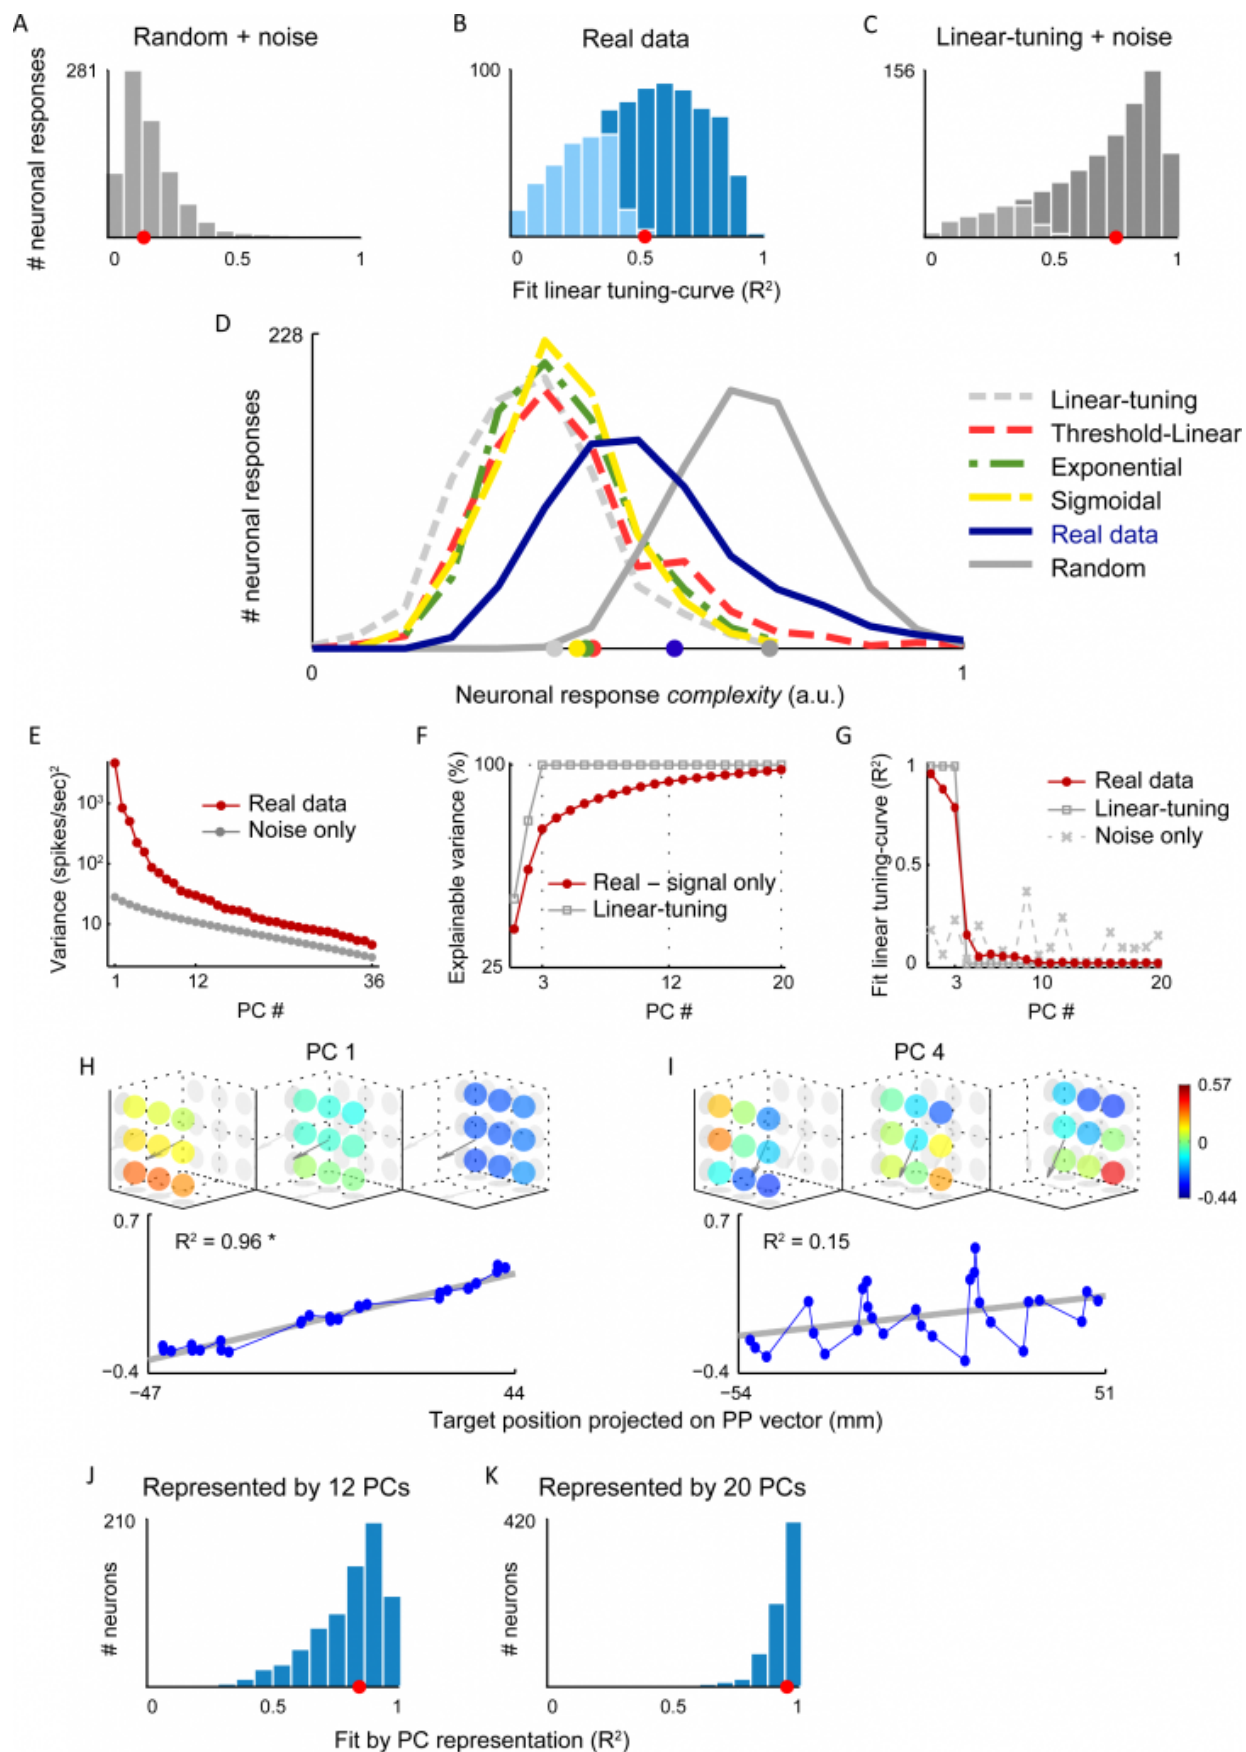 A
Random + noise
281
# neuronal responses
0 0.5 1
B
Real data
100
0 0.5 1
Fit linear tuning-curve (R²)
C
Linear-tuning + noise
156
0 0.5 1
D
228
# neuronal responses
0 1
Neuronal response complexity (a.u.)
Linear-tuning
Threshold-Linear
Exponential
Sigmoidal
Real data
Random
E
Variance (spikes/sec)²
10³
10²
10
1 12 36
PC #
Real data
Noise only
F
Explainable variance (%)
100
25
3 12 20
PC #
Real – signal only
Linear-tuning
G
Fit linear tuning-curve (R²)
1
0.5
0
3 10 20
PC #
Real data
Linear-tuning
Noise only
H
PC 1
R² = 0.96 *
0.7
−0.4
−47 44
I
PC 4
0.57
0
-0.44
R² = 0.15
0.7
−0.4
−54 51
Target position projected on PP vector (mm)
J
Represented by 12 PCs
210
# neurons
0 0.5 1
K
Represented by 20 PCs
420
# neurons
0 0.5 1
Fit by PC representation (R²)